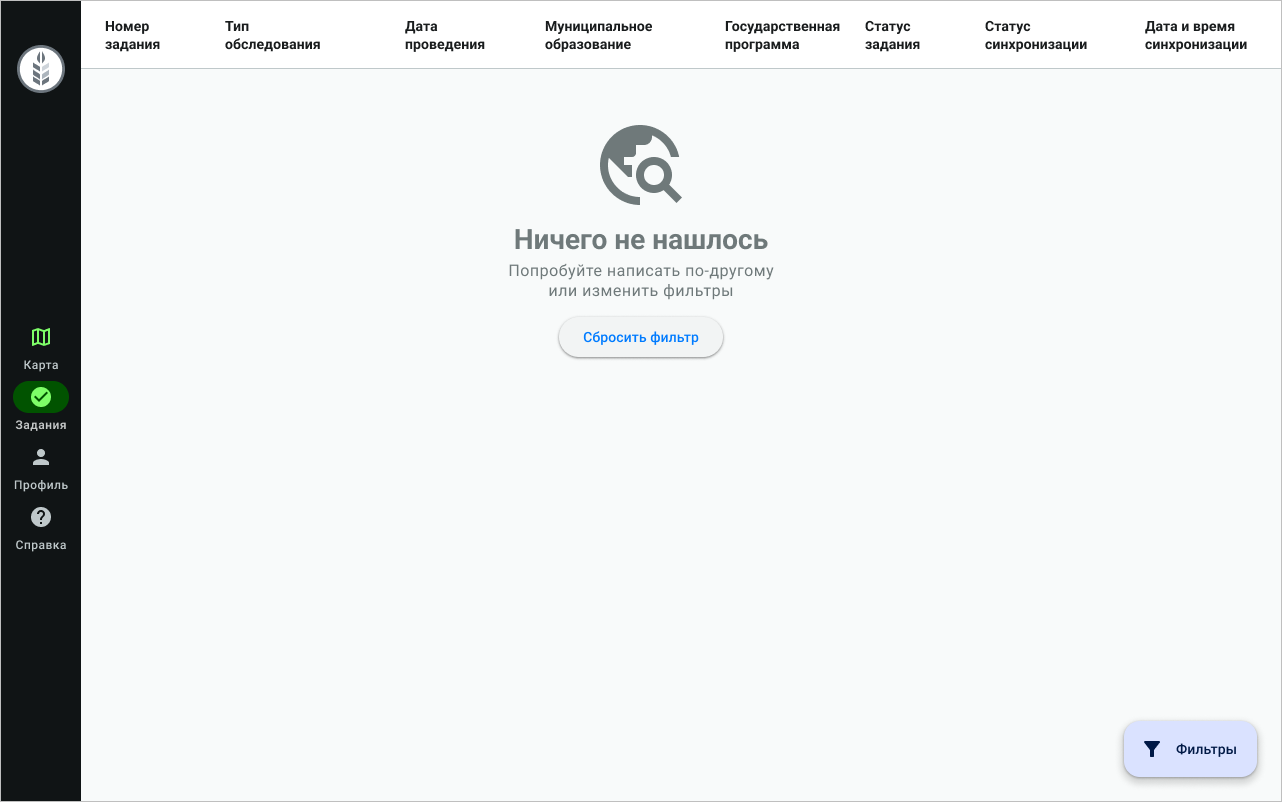 Номер
задания
Тип
обследования
Дата
проведения
Муниципальное
образование
Государственная
программа
Статус
задания
Статус
синхронизации
Дата и время
синхронизации
Ничего не нашлось
Попробуйте написать по-другому
или изменить фильтры
Сбросить фильтр
Карта
Задания
Профиль
Справка
Фильтры